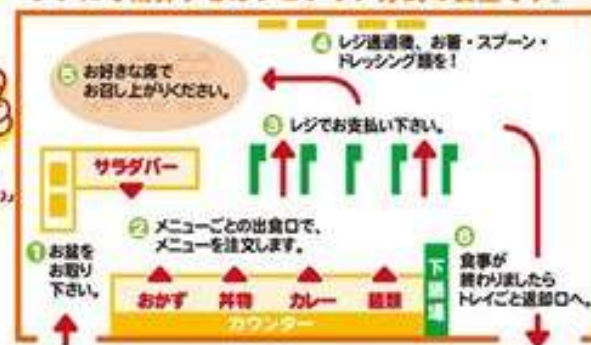 ④ レジ通過後、お箸・スプーン・
ドレッシング類を！
⑤ お好きな席で
お召し上がりください。
③ レジでお支払い下さい。
サラダバー
② メニューごとの出食口で、
メニューを注文します。
① お盆を
お取り
下さい。
⑥
食事が
終わりましたら
トレイごと返却口へ。
おかず 丼物 カレー 麺類
カウンター
下膳場